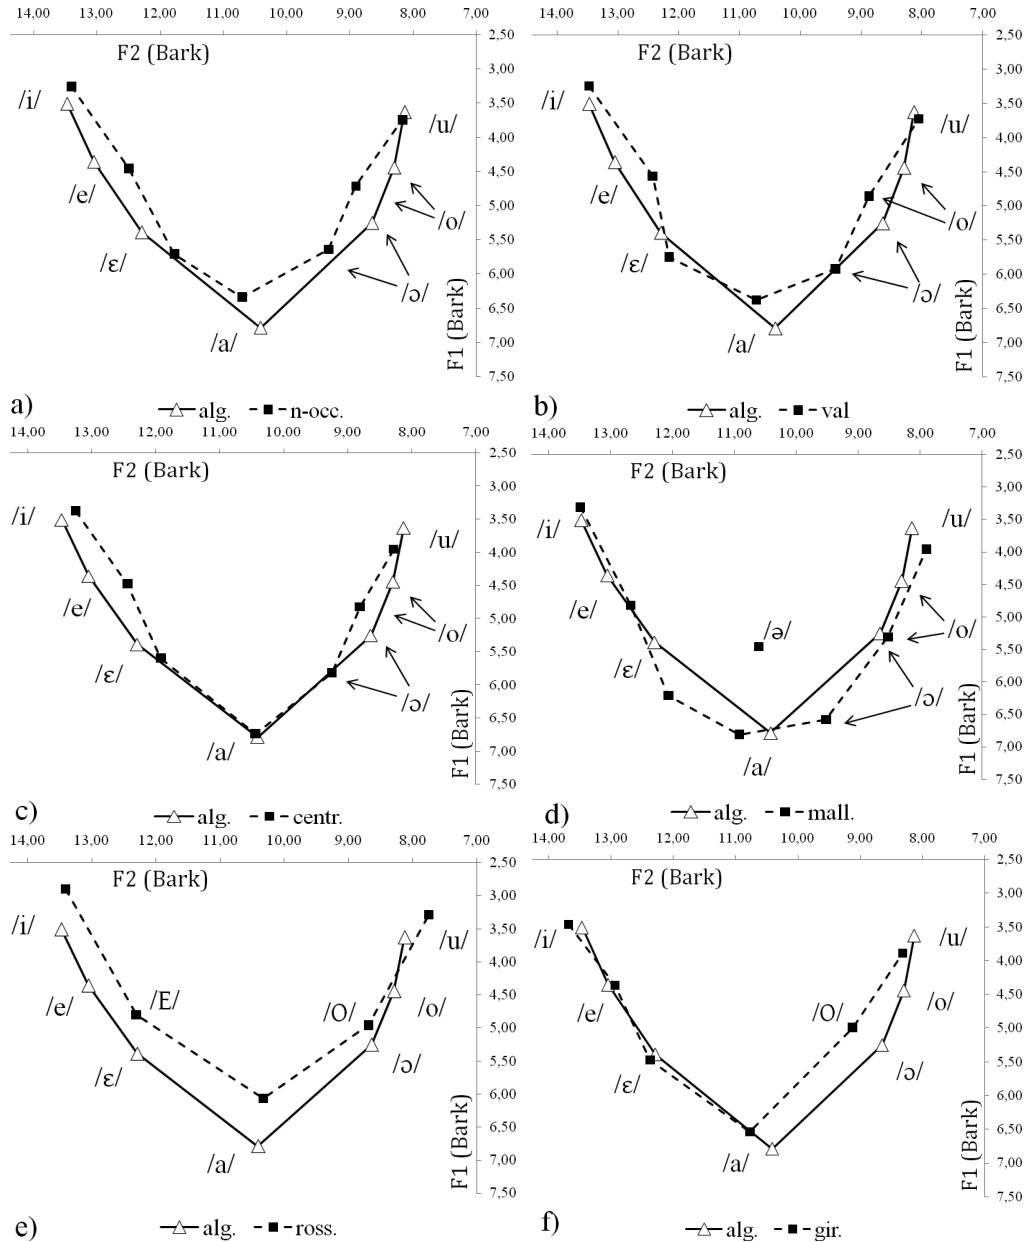 14,00 13,00 12,00 11,00 10,00 9,00 8,00 7,00
F2 (Bark)
2,50
3,00
3,50
4,00
4,50
5,00
5,50
6,00
6,50
7,00
7,50
F1 (Bark)
/i/
/e/
/ɛ/
/a/
/ɔ/
/o/
/u/
a)
alg. n-occ.
14,00 13,00 12,00 11,00 10,00 9,00 8,00 7,00
F2 (Bark)
2,50
3,00
3,50
4,00
4,50
5,00
5,50
6,00
6,50
7,00
7,50
F1 (Bark)
/i/
/e/
/ɛ/
/a/
/ɔ/
/o/
/u/
b)
alg. val
14,00 13,00 12,00 11,00 10,00 9,00 8,00 7,00
F2 (Bark)
2,50
3,00
3,50
4,00
4,50
5,00
5,50
6,00
6,50
7,00
7,50
F1 (Bark)
/i/
/e/
/ɛ/
/a/
/ɔ/
/o/
/u/
c)
alg. centr.
14,00 13,00 12,00 11,00 10,00 9,00 8,00 7,00
F2 (Bark)
2,50
3,00
3,50
4,00
4,50
5,00
5,50
6,00
6,50
7,00
7,50
F1 (Bark)
/i/
/e/
/ɛ/
/ə/
/a/
/ɔ/
/o/
/u/
d)
alg. mall.
14,00 13,00 12,00 11,00 10,00 9,00 8,00 7,00
F2 (Bark)
2,50
3,00
3,50
4,00
4,50
5,00
5,50
6,00
6,50
7,00
7,50
F1 (Bark)
/i/
/e/
/E/
/ɛ/
/a/
/O/
/ɔ/
/o/
/u/
e)
alg. ross.
14,00 13,00 12,00 11,00 10,00 9,00 8,00 7,00
F2 (Bark)
2,50
3,00
3,50
4,00
4,50
5,00
5,50
6,00
6,50
7,00
7,50
F1 (Bark)
/i/
/e/
/ɛ/
/a/
/O/
/ɔ/
/o/
/u/
f)
alg. gir.